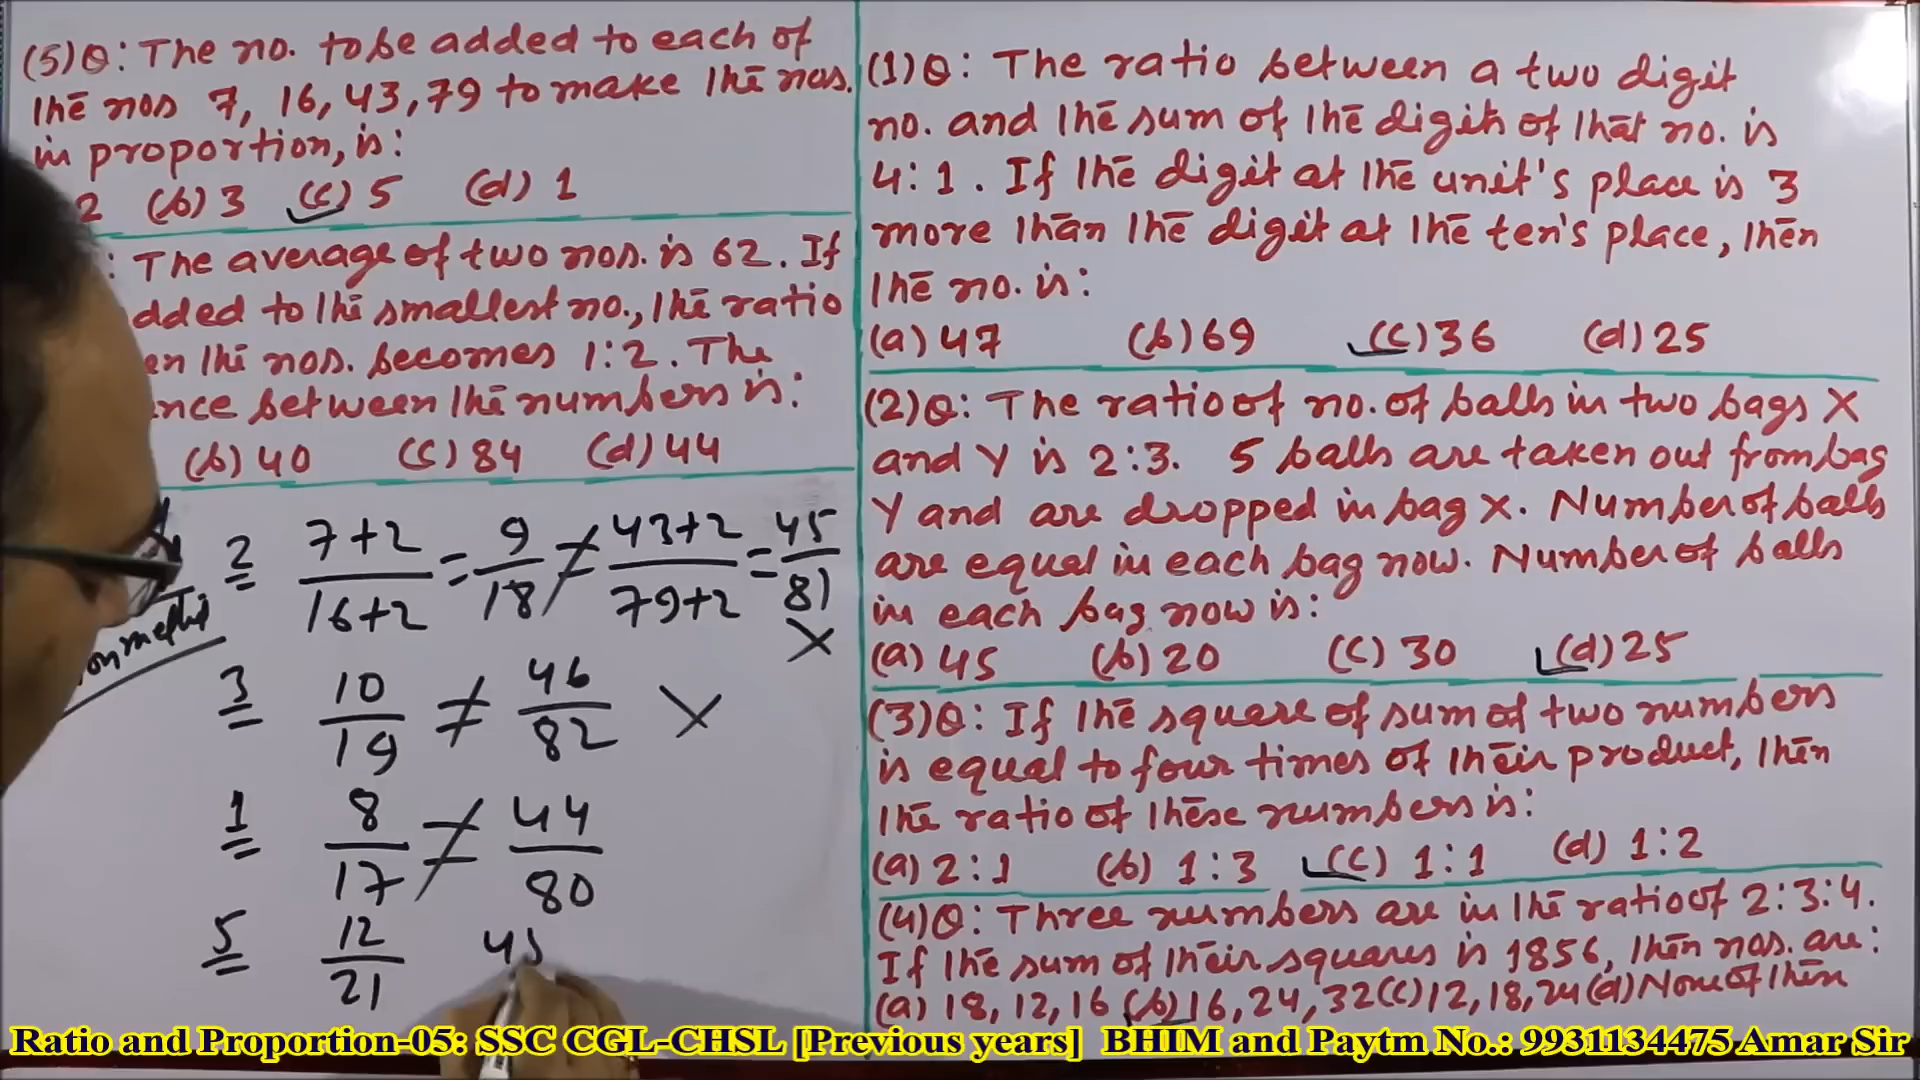 (5)Q: The no. to be added to each of
the nos 7, 16, 43, 79 to make the nos.
in proportion, is:
2 (b) 3 (c) 5 (d) 1
: The average of two nos. is 62. If
dded to the smallest no., the ratio
en the nos. becomes 1:2. The
nce between the numbers is:
(b) 40 (c) 84 (d) 44
2 7+2/16+2 = 9/18 ≠ 43+2/79+2 = 45/81 ×
3 10/19 ≠ 46/82 ×
1 8/17 ≠ 44/80
5 12/21 4
(1)Q: The ratio between a two digit
no. and the sum of the digits of that no. is
4:1. If the digit at the unit's place is 3
more than the digit at the ten's place, then
the no. is:
(a) 47 (b) 69 (c) 36 (d) 25
(2)Q: The ratio of no. of balls in two bags X
and Y is 2:3. 5 balls are taken out from bag
Y and are dropped in bag X. Number of balls
are equal in each bag now. Number of balls
in each bag now is:
(a) 45 (b) 20 (c) 30 (d) 25
(3)Q: If the square of sum of two numbers
is equal to four times of their product, then
the ratio of these numbers is:
(a) 2:1 (b) 1:3 (c) 1:1 (d) 1:2
(4)Q: Three numbers are in the ratio of 2:3:4.
If the sum of their squares is 1856, then nos. are:
(a) 18, 12, 16 (b) 16, 24, 32 (c) 12, 18, 24 (d) None of them
Ratio and Proportion-05: SSC CGL-CHSL [Previous years] BHIM and Paytm No.: 9931134475 Amar Sir